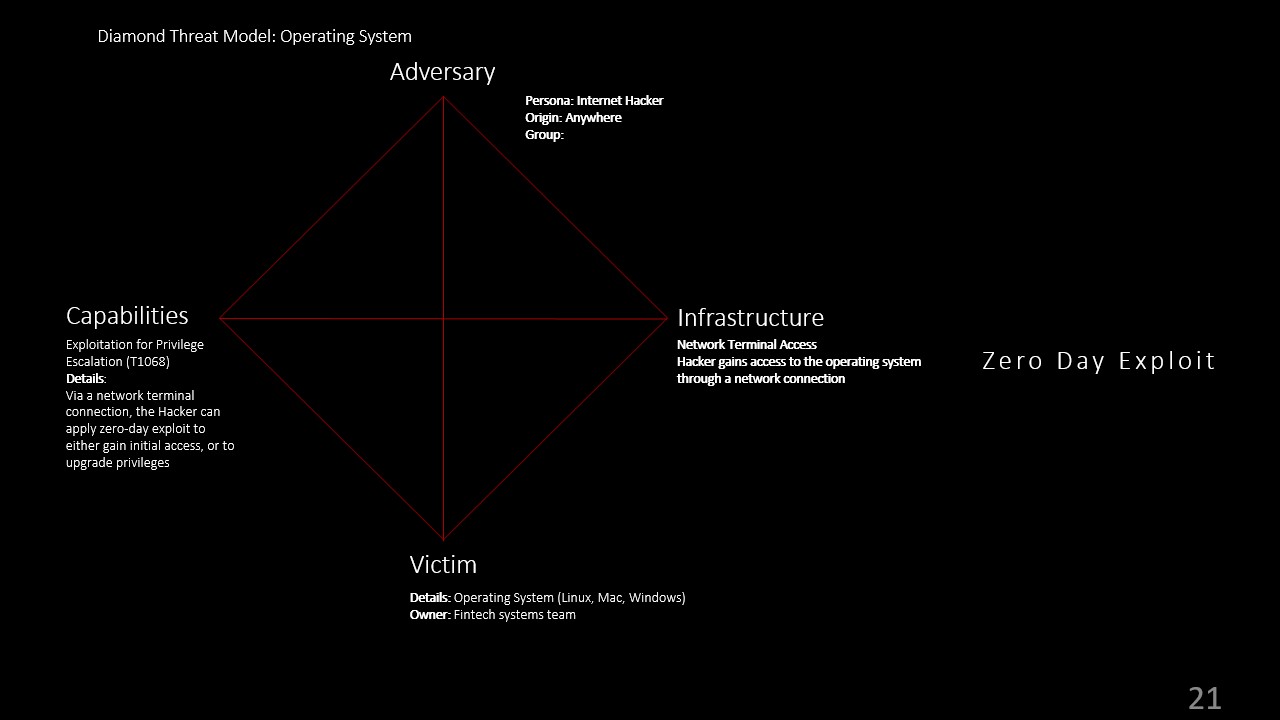 Diamond Threat Model: Operating System
Adversary
Persona: Internet Hacker
Origin: Anywhere
Group:
Capabilities
Exploitation for Privilege
Escalation (T1068)
Details:
Via a network terminal
connection, the Hacker can
apply zero-day exploit to
either gain initial access, or to
upgrade privileges
Infrastructure
Network Terminal Access
Hacker gains access to the operating system
through a network connection
Zero Day Exploit
Victim
Details: Operating System (Linux, Mac, Windows)
Owner: Fintech systems team
21